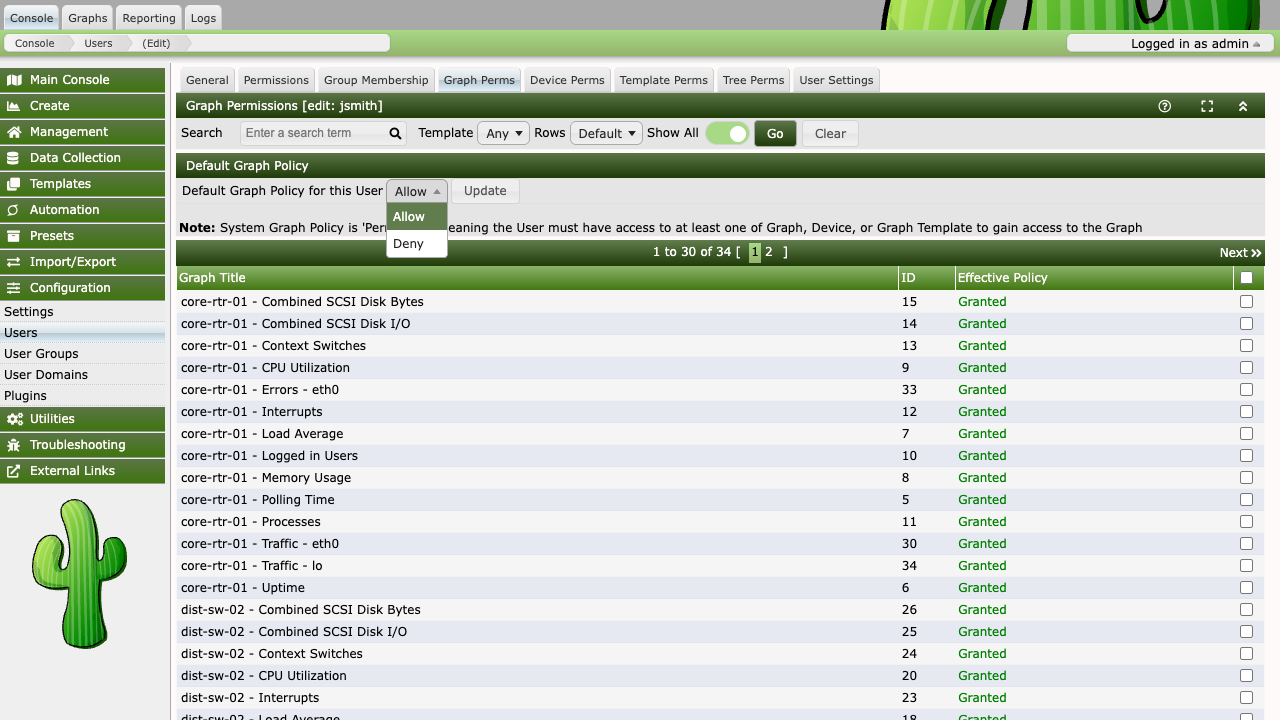 Console Graphs Reporting Logs
Console Users (Edit) Logged in as admin
Main Console
Create
Management
Data Collection
Templates
Automation
Presets
Import/Export
Configuration
Settings
Users
User Groups
User Domains
Plugins
Utilities
Troubleshooting
External Links
General Permissions Group Membership Graph Perms Device Perms Template Perms Tree Perms User Settings
Graph Permissions [edit: jsmith]
Search Enter a search term Template Any Rows Default Show All Go Clear
Default Graph Policy
Default Graph Policy for this User Allow Update
Allow
Deny
Note: System Graph Policy is 'Per eaning the User must have access to at least one of Graph, Device, or Graph Template to gain access to the Graph
1 to 30 of 34 [ 1 2 ] Next
Graph Title ID Effective Policy
core-rtr-01 - Combined SCSI Disk Bytes 15 Granted
core-rtr-01 - Combined SCSI Disk I/O 14 Granted
core-rtr-01 - Context Switches 13 Granted
core-rtr-01 - CPU Utilization 9 Granted
core-rtr-01 - Errors - eth0 33 Granted
core-rtr-01 - Interrupts 12 Granted
core-rtr-01 - Load Average 7 Granted
core-rtr-01 - Logged in Users 10 Granted
core-rtr-01 - Memory Usage 8 Granted
core-rtr-01 - Polling Time 5 Granted
core-rtr-01 - Processes 11 Granted
core-rtr-01 - Traffic - eth0 30 Granted
core-rtr-01 - Traffic - lo 34 Granted
core-rtr-01 - Uptime 6 Granted
dist-sw-02 - Combined SCSI Disk Bytes 26 Granted
dist-sw-02 - Combined SCSI Disk I/O 25 Granted
dist-sw-02 - Context Switches 24 Granted
dist-sw-02 - CPU Utilization 20 Granted
dist-sw-02 - Interrupts 23 Granted
dist-sw-02 - Load Average 18 Granted